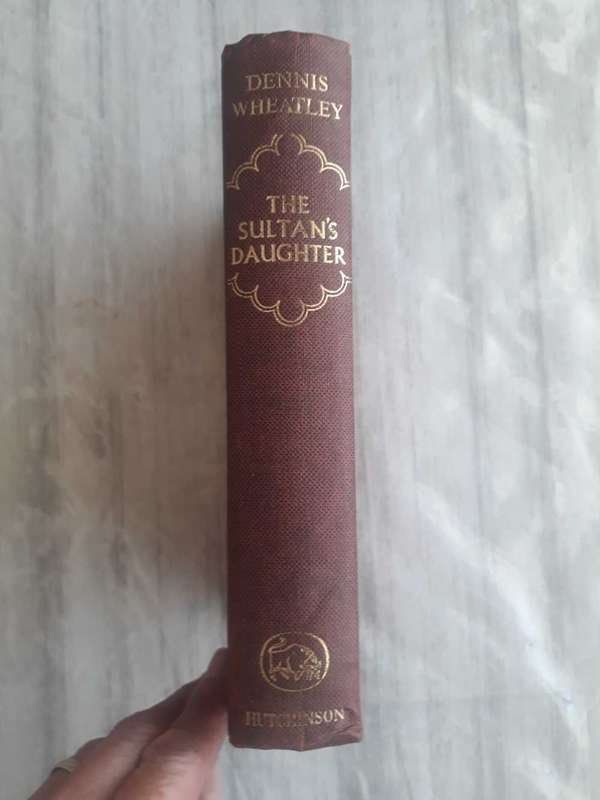 DENNIS
WHEATLEY
THE
SULTAN'S
DAUGHTER
HUTCHINSON